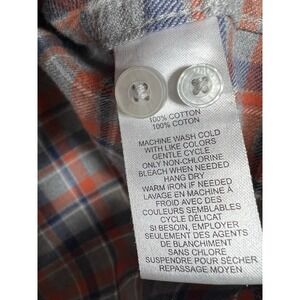 100% COTTON
100% COTON
MACHINE WASH COLD
WITH LIKE COLORS
GENTLE CYCLE
ONLY NON-CHLORINE
BLEACH WHEN NEEDED
HANG DRY
WARM IRON IF NEEDED
LAVAGE EN MACHINE À
FROID AVEC DES
COULEURS SEMBLABLES
CYCLE DÉLICAT
SI BESOIN, EMPLOYER
SEULEMENT DES AGENTS
DE BLANCHIMENT
SANS CHLORE
SUSPENDRE POUR SÉCHER
REPASSAGE MOYEN